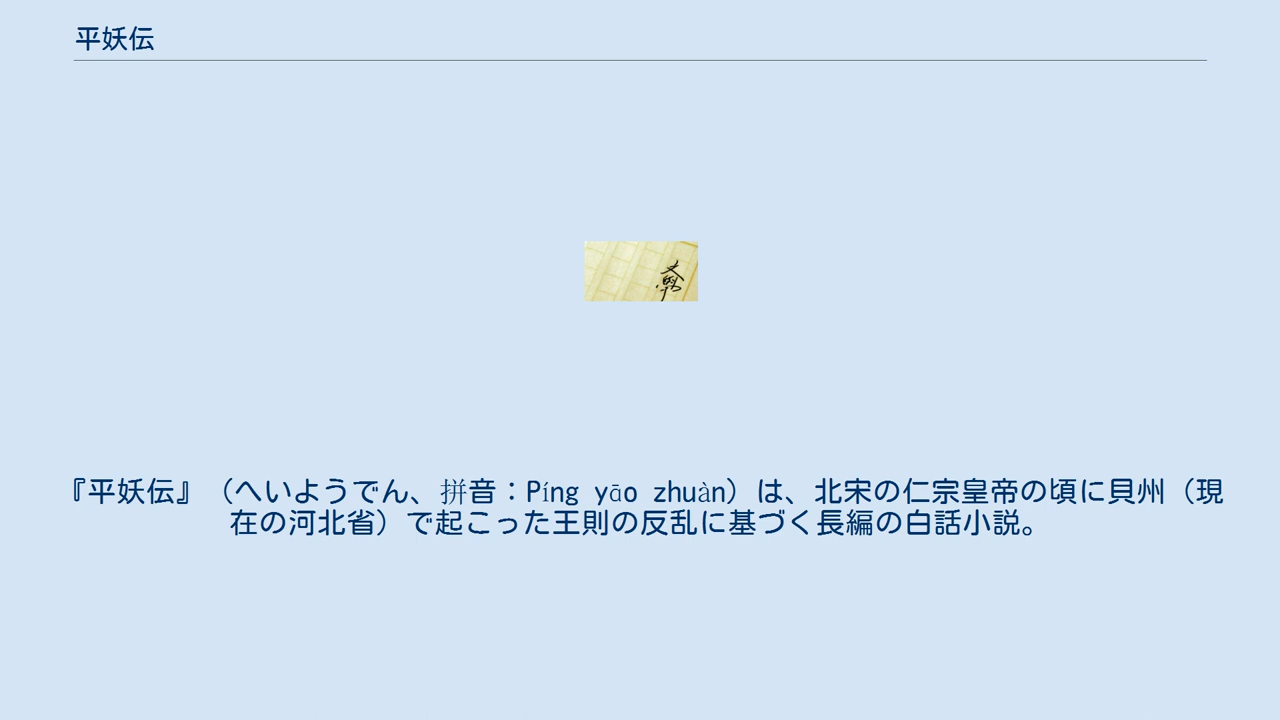 平妖伝
『平妖伝』（へいようでん、拼音：Píng yāo zhuàn）は、北宋の仁宗皇帝の頃に貝州（現
在の河北省）で起こった王則の反乱に基づく長編の白話小説。